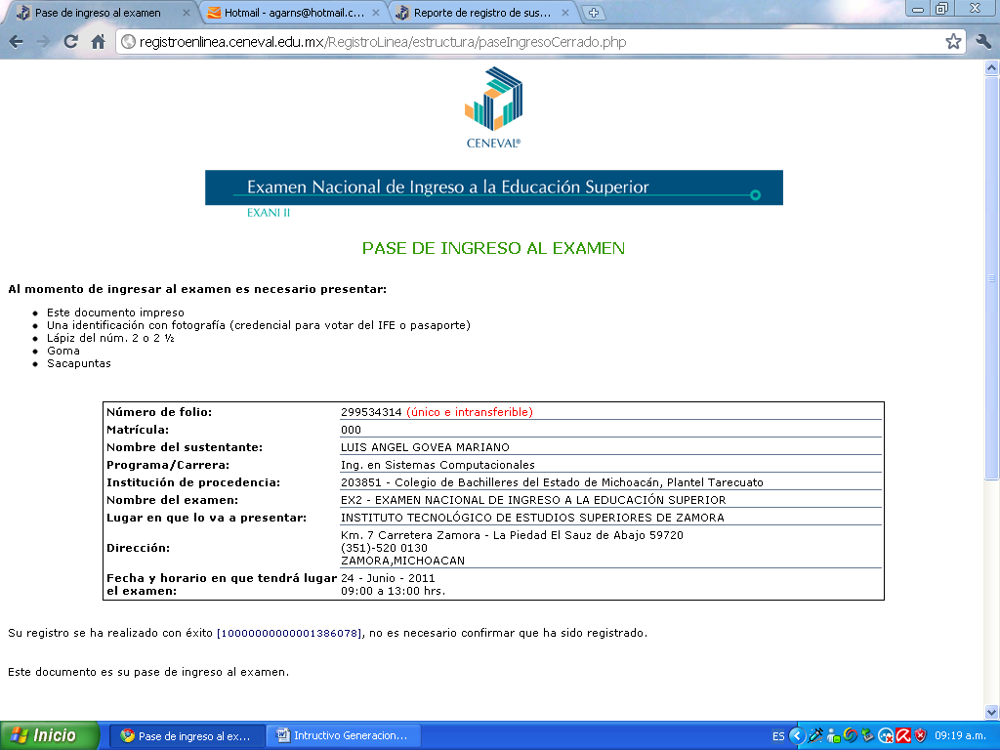 Pase de ingreso al examen
Hotmail - agarns@hotmail.c...
Reporte de registro de sus...
registroenlinea.ceneval.edu.mx/RegistroLinea/estructura/paseIngresoCerrado.php
CENEVAL®
Examen Nacional de Ingreso a la Educación Superior
EXANI II
PASE DE INGRESO AL EXAMEN
Al momento de ingresar al examen es necesario presentar:
Este documento impreso
Una identificación con fotografía (credencial para votar del IFE o pasaporte)
Lápiz del núm. 2 o 2 ½
Goma
Sacapuntas
Número de folio: 299534314 (único e intransferible)
Matrícula: 000
Nombre del sustentante: LUIS ANGEL GOVEA MARIANO
Programa/Carrera: Ing. en Sistemas Computacionales
Institución de procedencia: 203851 - Colegio de Bachilleres del Estado de Michoacán, Plantel Tarecuato
Nombre del examen: EX2 - EXAMEN NACIONAL DE INGRESO A LA EDUCACIÓN SUPERIOR
Lugar en que lo va a presentar: INSTITUTO TECNOLÓGICO DE ESTUDIOS SUPERIORES DE ZAMORA
Dirección: Km. 7 Carretera Zamora - La Piedad El Sauz de Abajo 59720
(351)-520 0130
ZAMORA,MICHOACAN
Fecha y horario en que tendrá lugar 24 - Junio - 2011
el examen: 09:00 a 13:00 hrs.
Su registro se ha realizado con éxito [10000000000001386078], no es necesario confirmar que ha sido registrado.
Este documento es su pase de ingreso al examen.
Inicio
Pase de ingreso al ex...
Intructivo Generacion...
ES
09:19 a.m.